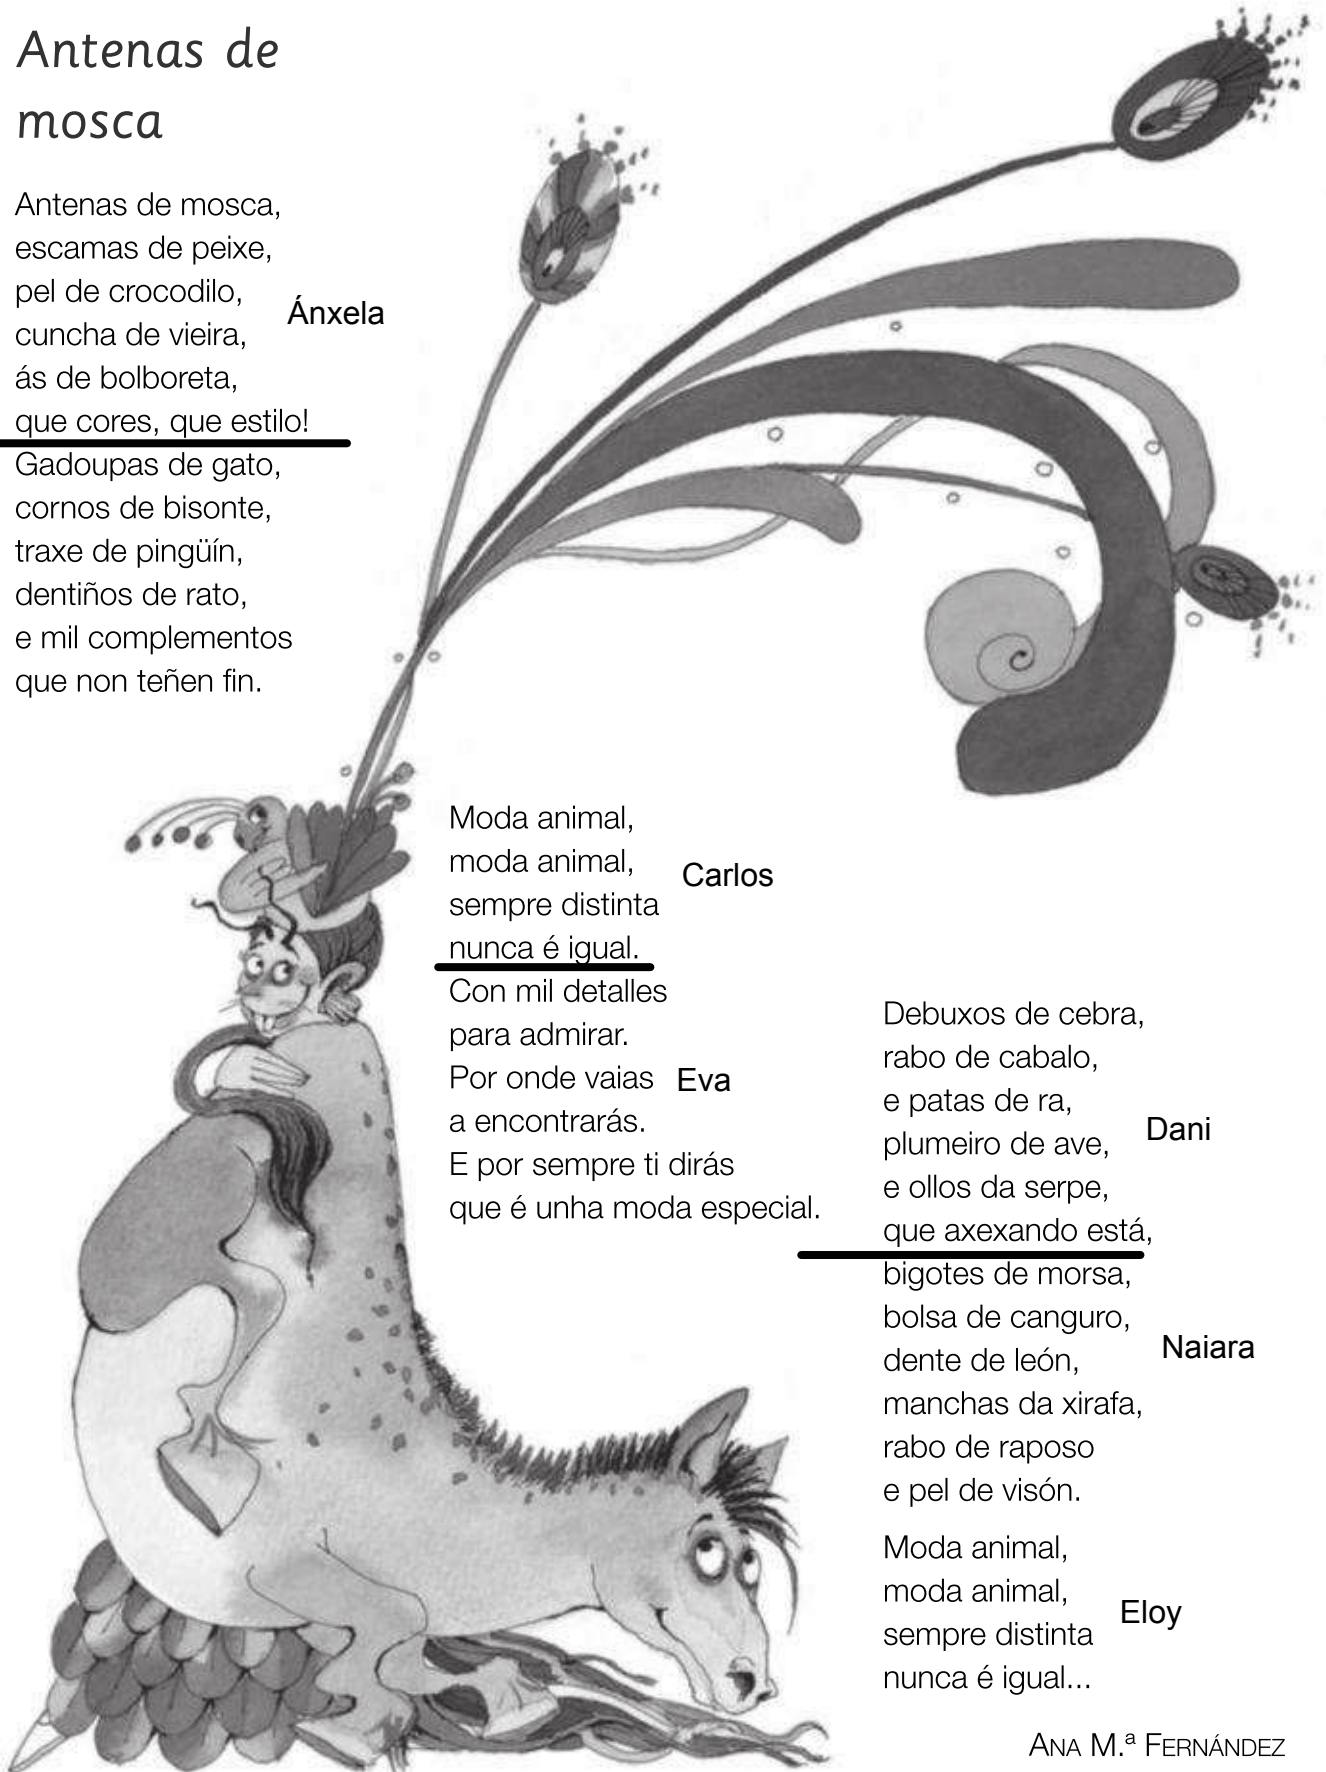 Antenas de
mosca
Antenas de mosca,
escamas de peixe,
pel de crocodilo,
Ánxela
cuncha de vieira,
ás de bolboreta,
que cores, que estilo!
Gadoupas de gato,
cornos de bisonte,
traxe de pingüín,
dentiños de rato,
e mil complementos
que non teñen fin.
Moda animal,
moda animal,
Carlos
sempre distinta
nunca é igual.
Con mil detalles
para admirar.
Por onde vaias
Eva
a encontrarás.
E por sempre ti dirás
que é unha moda especial.
Debuxos de cebra,
rabo de cabalo,
e patas de ra,
Dani
plumeiro de ave,
e ollos da serpe,
que axexando está,
bigotes de morsa,
bolsa de canguro,
Naiara
dente de león,
manchas da xirafa,
rabo de raposo
e pel de visón.
Moda animal,
moda animal,
Eloy
sempre distinta
nunca é igual...
ANA M.ª FERNÁNDEZ